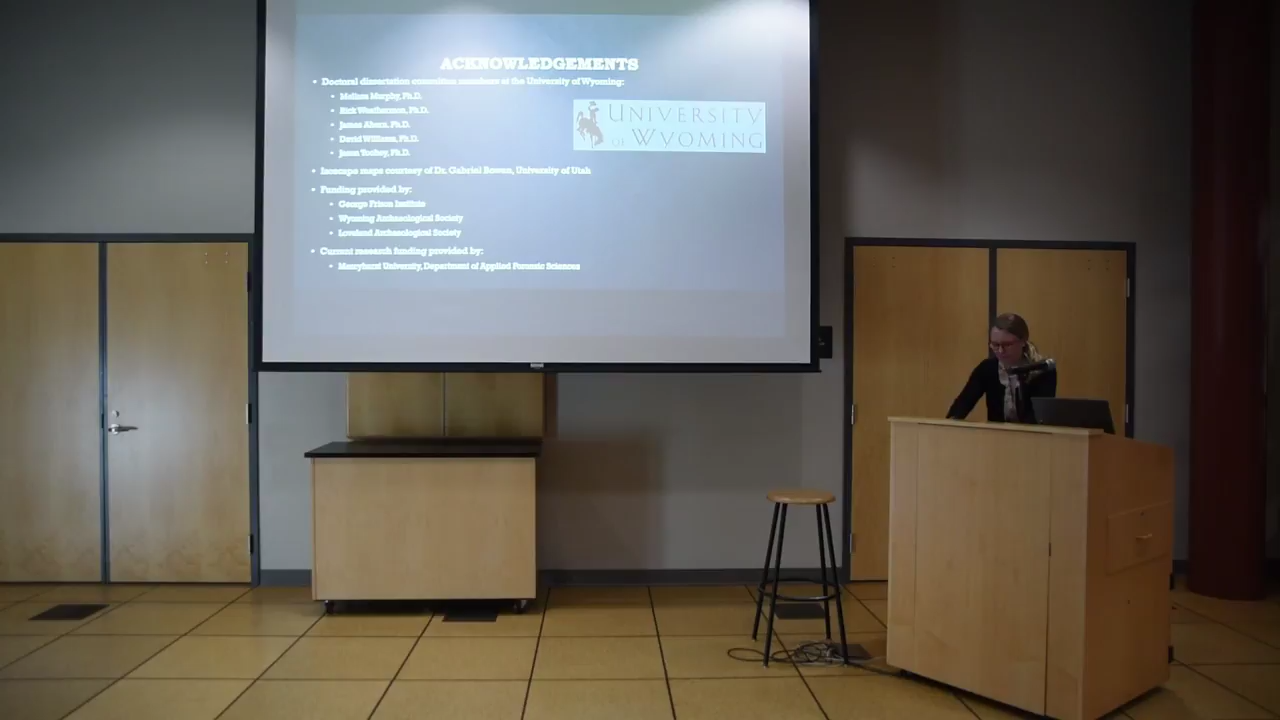 ACKNOWLEDGEMENTS
• Doctoral dissertation committee members at the University of Wyoming:
• Melissa Murphy, Ph.D.
• Rick Weathermon, Ph.D.
• James Ahern, Ph.D.
• David Williams, Ph.D.
• Jason Toohey, Ph.D.
UNIVERSITY
OF WYOMING
• Isoscape maps courtesy of Dr. Gabriel Bowen, University of Utah
• Funding provided by:
• George Frison Institute
• Wyoming Archaeological Society
• Loveland Archaeological Society
• Current research funding provided by:
• Mercyhurst University, Department of Applied Forensic Sciences